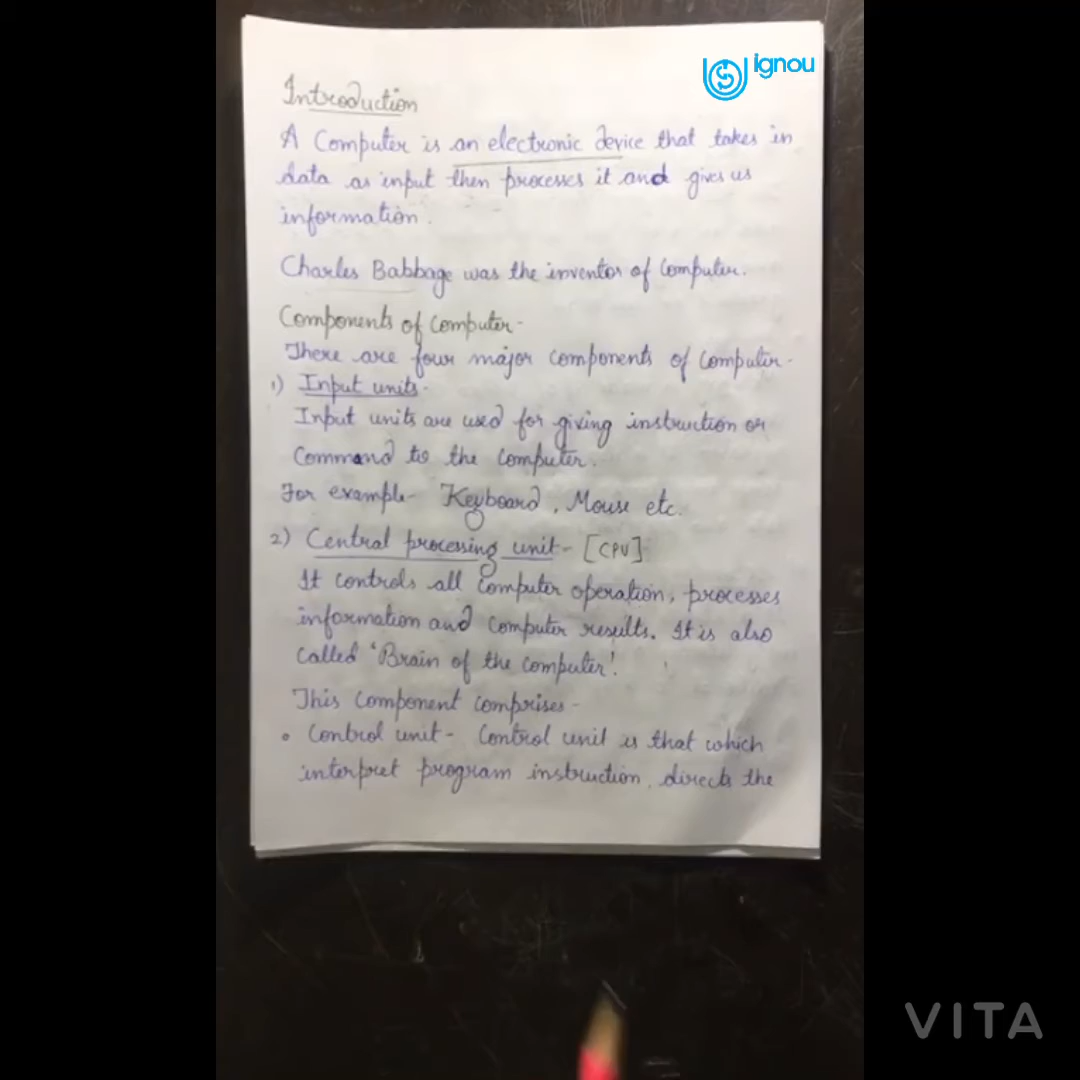 ignou
Introduction
A Computer is an electronic device that takes in
data as input then processes it and gives us
information.
Charles Babbage was the inventor of Computer.
Components of Computer-
There are four major components of Computer-
1) Input units-
Input units are used for giving instruction or
Command to the computer.
For example- Keyboard, Mouse etc.
2) Central processing unit- [CPU]
It controls all computer operation, processes
information and computer results. It is also
called 'Brain of the computer'.
This Component Comprises-
• Control unit- Control unit is that which
interpret program instruction, directs the
VITA